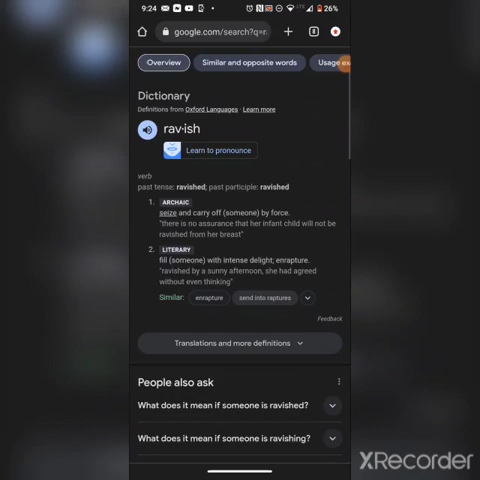 9:24 LTE 26%
google.com/search?q=r. 8
Overview Similar and opposite words Usage ex
Dictionary
Definitions from Oxford Languages · Learn more
rav·ish
Learn to pronounce
verb
past tense: ravished; past participle: ravished
1. ARCHAIC
seize and carry off (someone) by force.
"there is no assurance that her infant child will not be
ravished from her breast"
2. LITERARY
fill (someone) with intense delight; enrapture.
"ravished by a sunny afternoon, she had agreed
without even thinking"
Similar: enrapture send into raptures
Feedback
Translations and more definitions
People also ask
What does it mean if someone is ravished?
What does it mean if someone is ravishing?
XRecorder